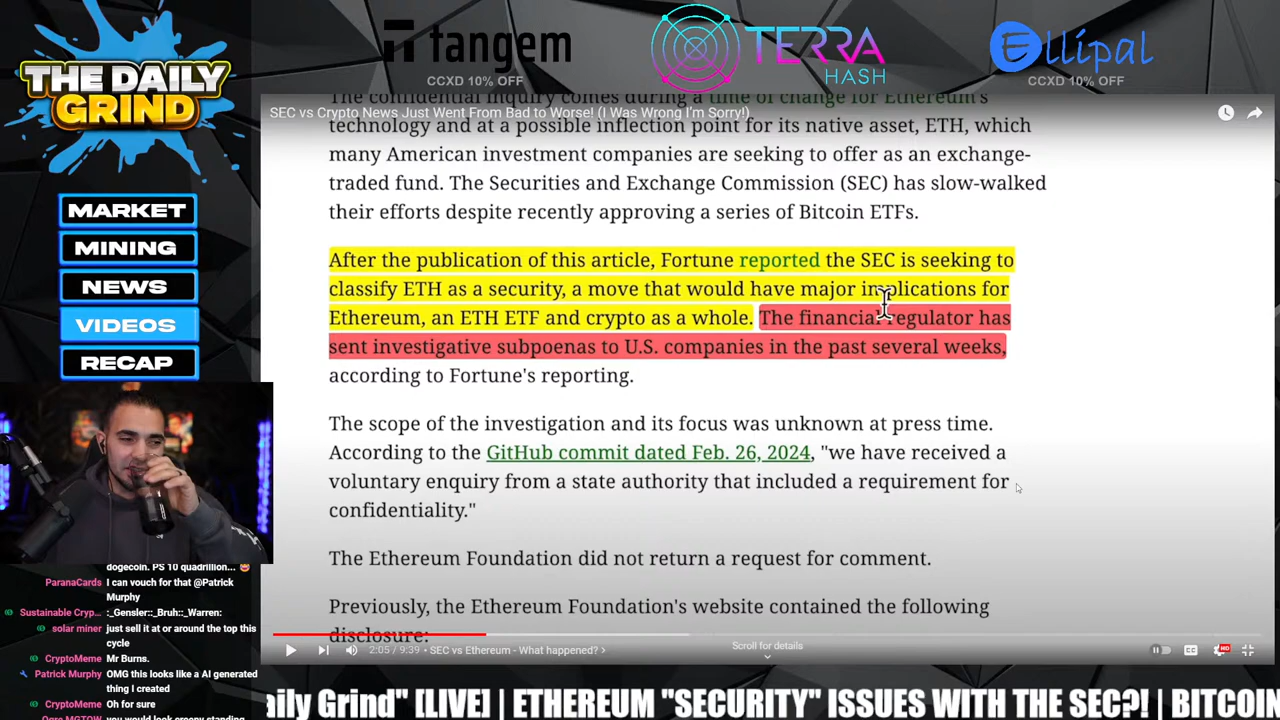 THE DAILY
GRIND
tangem
CCXD 10% OFF
TERRA
HASH
Ellipal
CCXD 10% OFF
MARKET
MINING
NEWS
VIDEOS
RECAP
The confidential inquiry comes during a time of change for Ethereum's
SEC vs Crypto News Just Went From Bad to Worse! (I Was Wrong I'm Sorry!)
technology and at a possible inflection point for its native asset, ETH, which
many American investment companies are seeking to offer as an exchange-
traded fund. The Securities and Exchange Commission (SEC) has slow-walked
their efforts despite recently approving a series of Bitcoin ETFs.
After the publication of this article, Fortune reported the SEC is seeking to
classify ETH as a security, a move that would have major implications for
Ethereum, an ETH ETF and crypto as a whole. The financial regulator has
sent investigative subpoenas to U.S. companies in the past several weeks,
according to Fortune's reporting.
The scope of the investigation and its focus was unknown at press time.
According to the GitHub commit dated Feb. 26, 2024, "we have received a
voluntary enquiry from a state authority that included a requirement for
confidentiality."
The Ethereum Foundation did not return a request for comment.
Previously, the Ethereum Foundation's website contained the following
disclosure:
2:05 / 9:39 • SEC vs Ethereum - What happened? >
Scroll for details
CC
HD
dogecoin. PS 10 quadrillion...
ParanaCards I can vouch for that @Patrick
Murphy
Sustainable Cryp... :_Gensler::_Bruh::_Warren:
solar miner just sell it at or around the top this
cycle
CryptoMeme Mr Burns.
Patrick Murphy OMG this looks like a AI generated
thing I created
CryptoMeme Oh for sure
Ogre MGTOW you would look creepy standing
aily Grind" [LIVE] | ETHEREUM "SECURITY" ISSUES WITH THE SEC?! | BITCOIN